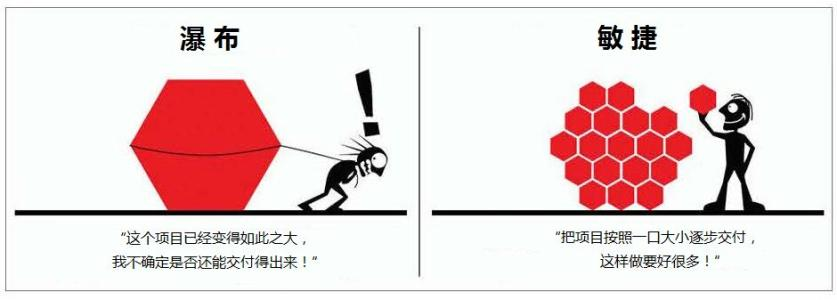 瀑布
敏捷
“这个项目已经变得如此之大，
我不确定是否还能交付得出来！“
“把项目按照一口大小逐步交付，
这样做要好很多！“